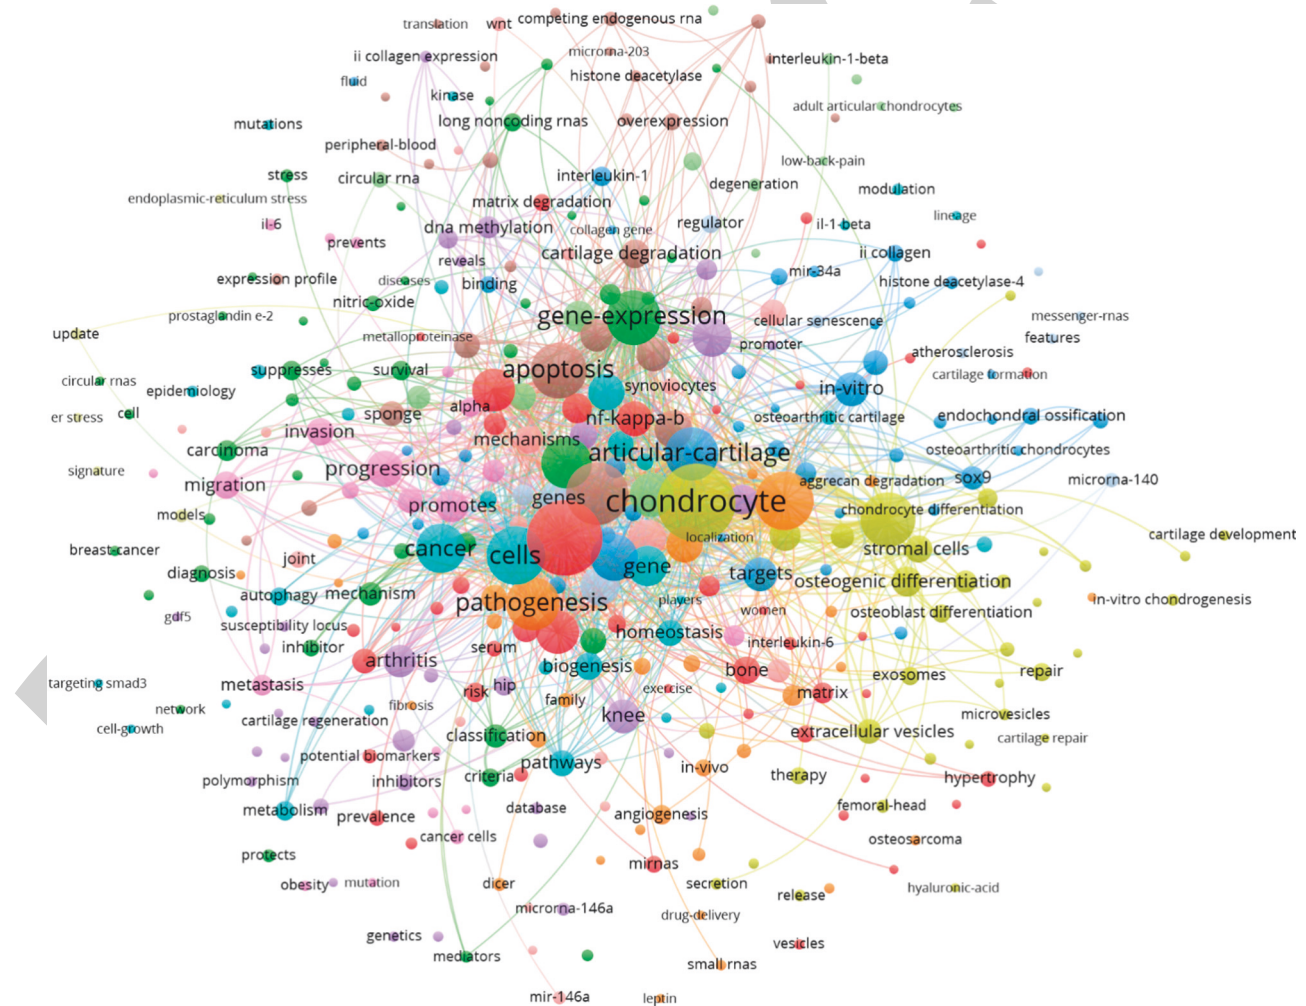 competing endogenous rna
translation
wnt
microrna-203
ii collagen expression
interleukin-1-beta
histone deacetylase
fluid
kinase
adult articular chondrocytes
mutations
long noncoding rnas
overexpression
peripheral-blood
low-back-pain
stress
circular rna
interleukin-1
degeneration
modulation
endoplasmic-reticulum stress
matrix degradation
lineage
il-6
dna methylation
collagen gene
regulator
il-1-beta
prevents
cartilage degradation
ii collagen
reveals
expression profile
diseases
binding
mir-34a
histone deacetylase-4
nitric-oxide
prostaglandin e-2
gene-expression
cellular senescence
messenger-rnas
update
metalloproteinase
promoter
features
atherosclerosis
suppresses
survival
apoptosis
cartilage formation
circular rnas
epidemiology
synoviocytes
in-vitro
er stress
cell
sponge
alpha
nf-kappa-b
osteoarthritic cartilage
endochondral ossification
invasion
mechanisms
carcinoma
articular-cartilage
osteoarthritic chondrocytes
signature
progression
migration
aggrecan degradation
sox9
microrna-140
genes
chondrocyte
promotes
models
chondrocyte differentiation
localization
cartilage development
breast-cancer
cancer
cells
stromal cells
joint
gene
diagnosis
targets
osteogenic differentiation
autophagy
mechanism
pathogenesis
players
women
in-vitro chondrogenesis
gdf5
osteoblast differentiation
susceptibility locus
homeostasis
inhibitor
serum
interleukin-6
arthritis
biogenesis
bone
exosomes
repair
targeting smad3
metastasis
risk
hip
exercise
matrix
network
fibrosis
family
cartilage regeneration
knee
microvesicles
cell-growth
classification
extracellular vesicles
cartilage repair
potential biomarkers
pathways
in-vivo
therapy
polymorphism
inhibitors
criteria
hypertrophy
metabolism
prevalence
database
angiogenesis
femoral-head
cancer cells
osteosarcoma
protects
mirnas
obesity
mutation
dicer
secretion
release
hyaluronic-acid
microrna-146a
drug-delivery
genetics
vesicles
mediators
small rnas
mir-146a
leptin